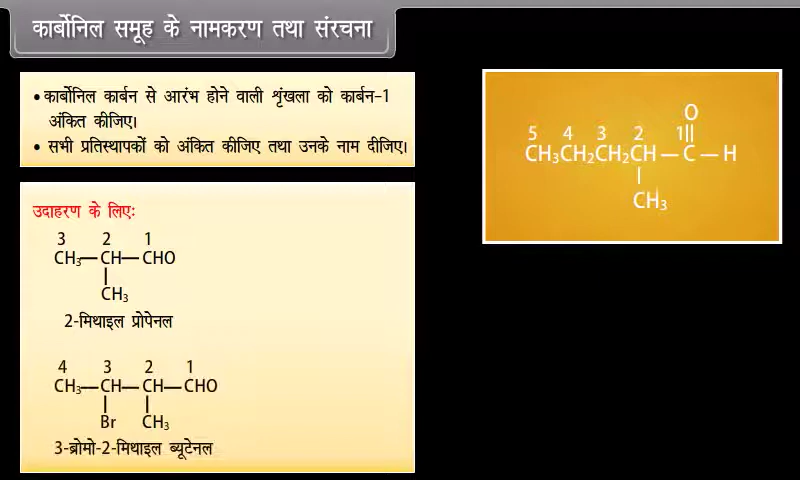 कार्बोनिल समूह के नामकरण तथा संरचना
• कार्बोनिल कार्बन से आरंभ होने वाली शृंखला को कार्बन-1
अंकित कीजिए।
• सभी प्रतिस्थापकों को अंकित कीजिए तथा उनके नाम दीजिए।
उदाहरण के लिए:
3 2 1
CH₃—CH—CHO
|
CH₃
2-मिथाइल प्रोपेनल
4 3 2 1
CH₃—CH—CH—CHO
| |
Br CH₃
3-ब्रोमो-2-मिथाइल ब्यूटेनल
O
5 4 3 2 1||
CH₃CH₂CH₂CH—C—H
|
CH₃